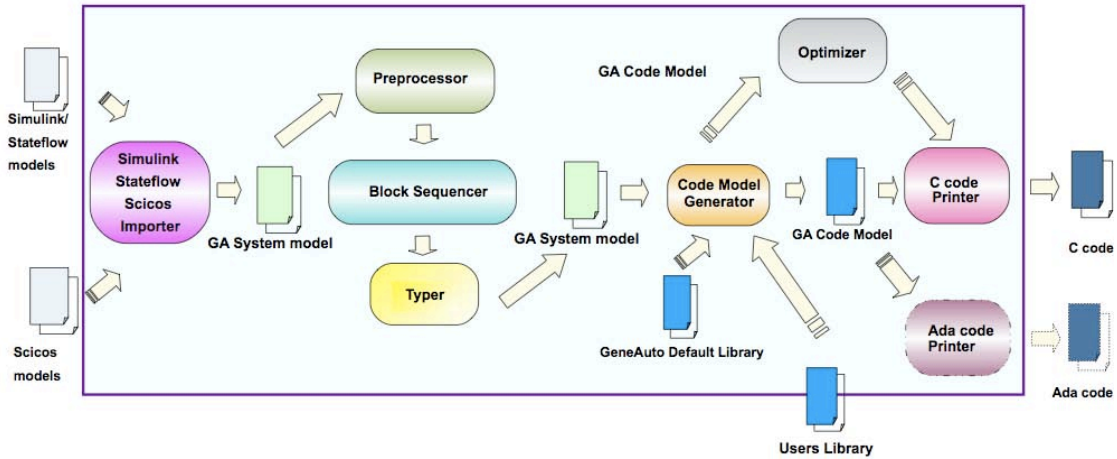 Simulink/
Stateflow
models
Scicos
models
Simulink
Stateflow
Scicos
Importer
GA System model
Preprocessor
Block Sequencer
Typer
GA System model
GA Code Model
Optimizer
Code Model
Generator
GA Code Model
GeneAuto Default Library
Users Library
C code
Printer
Ada code
Printer
C code
Ada code